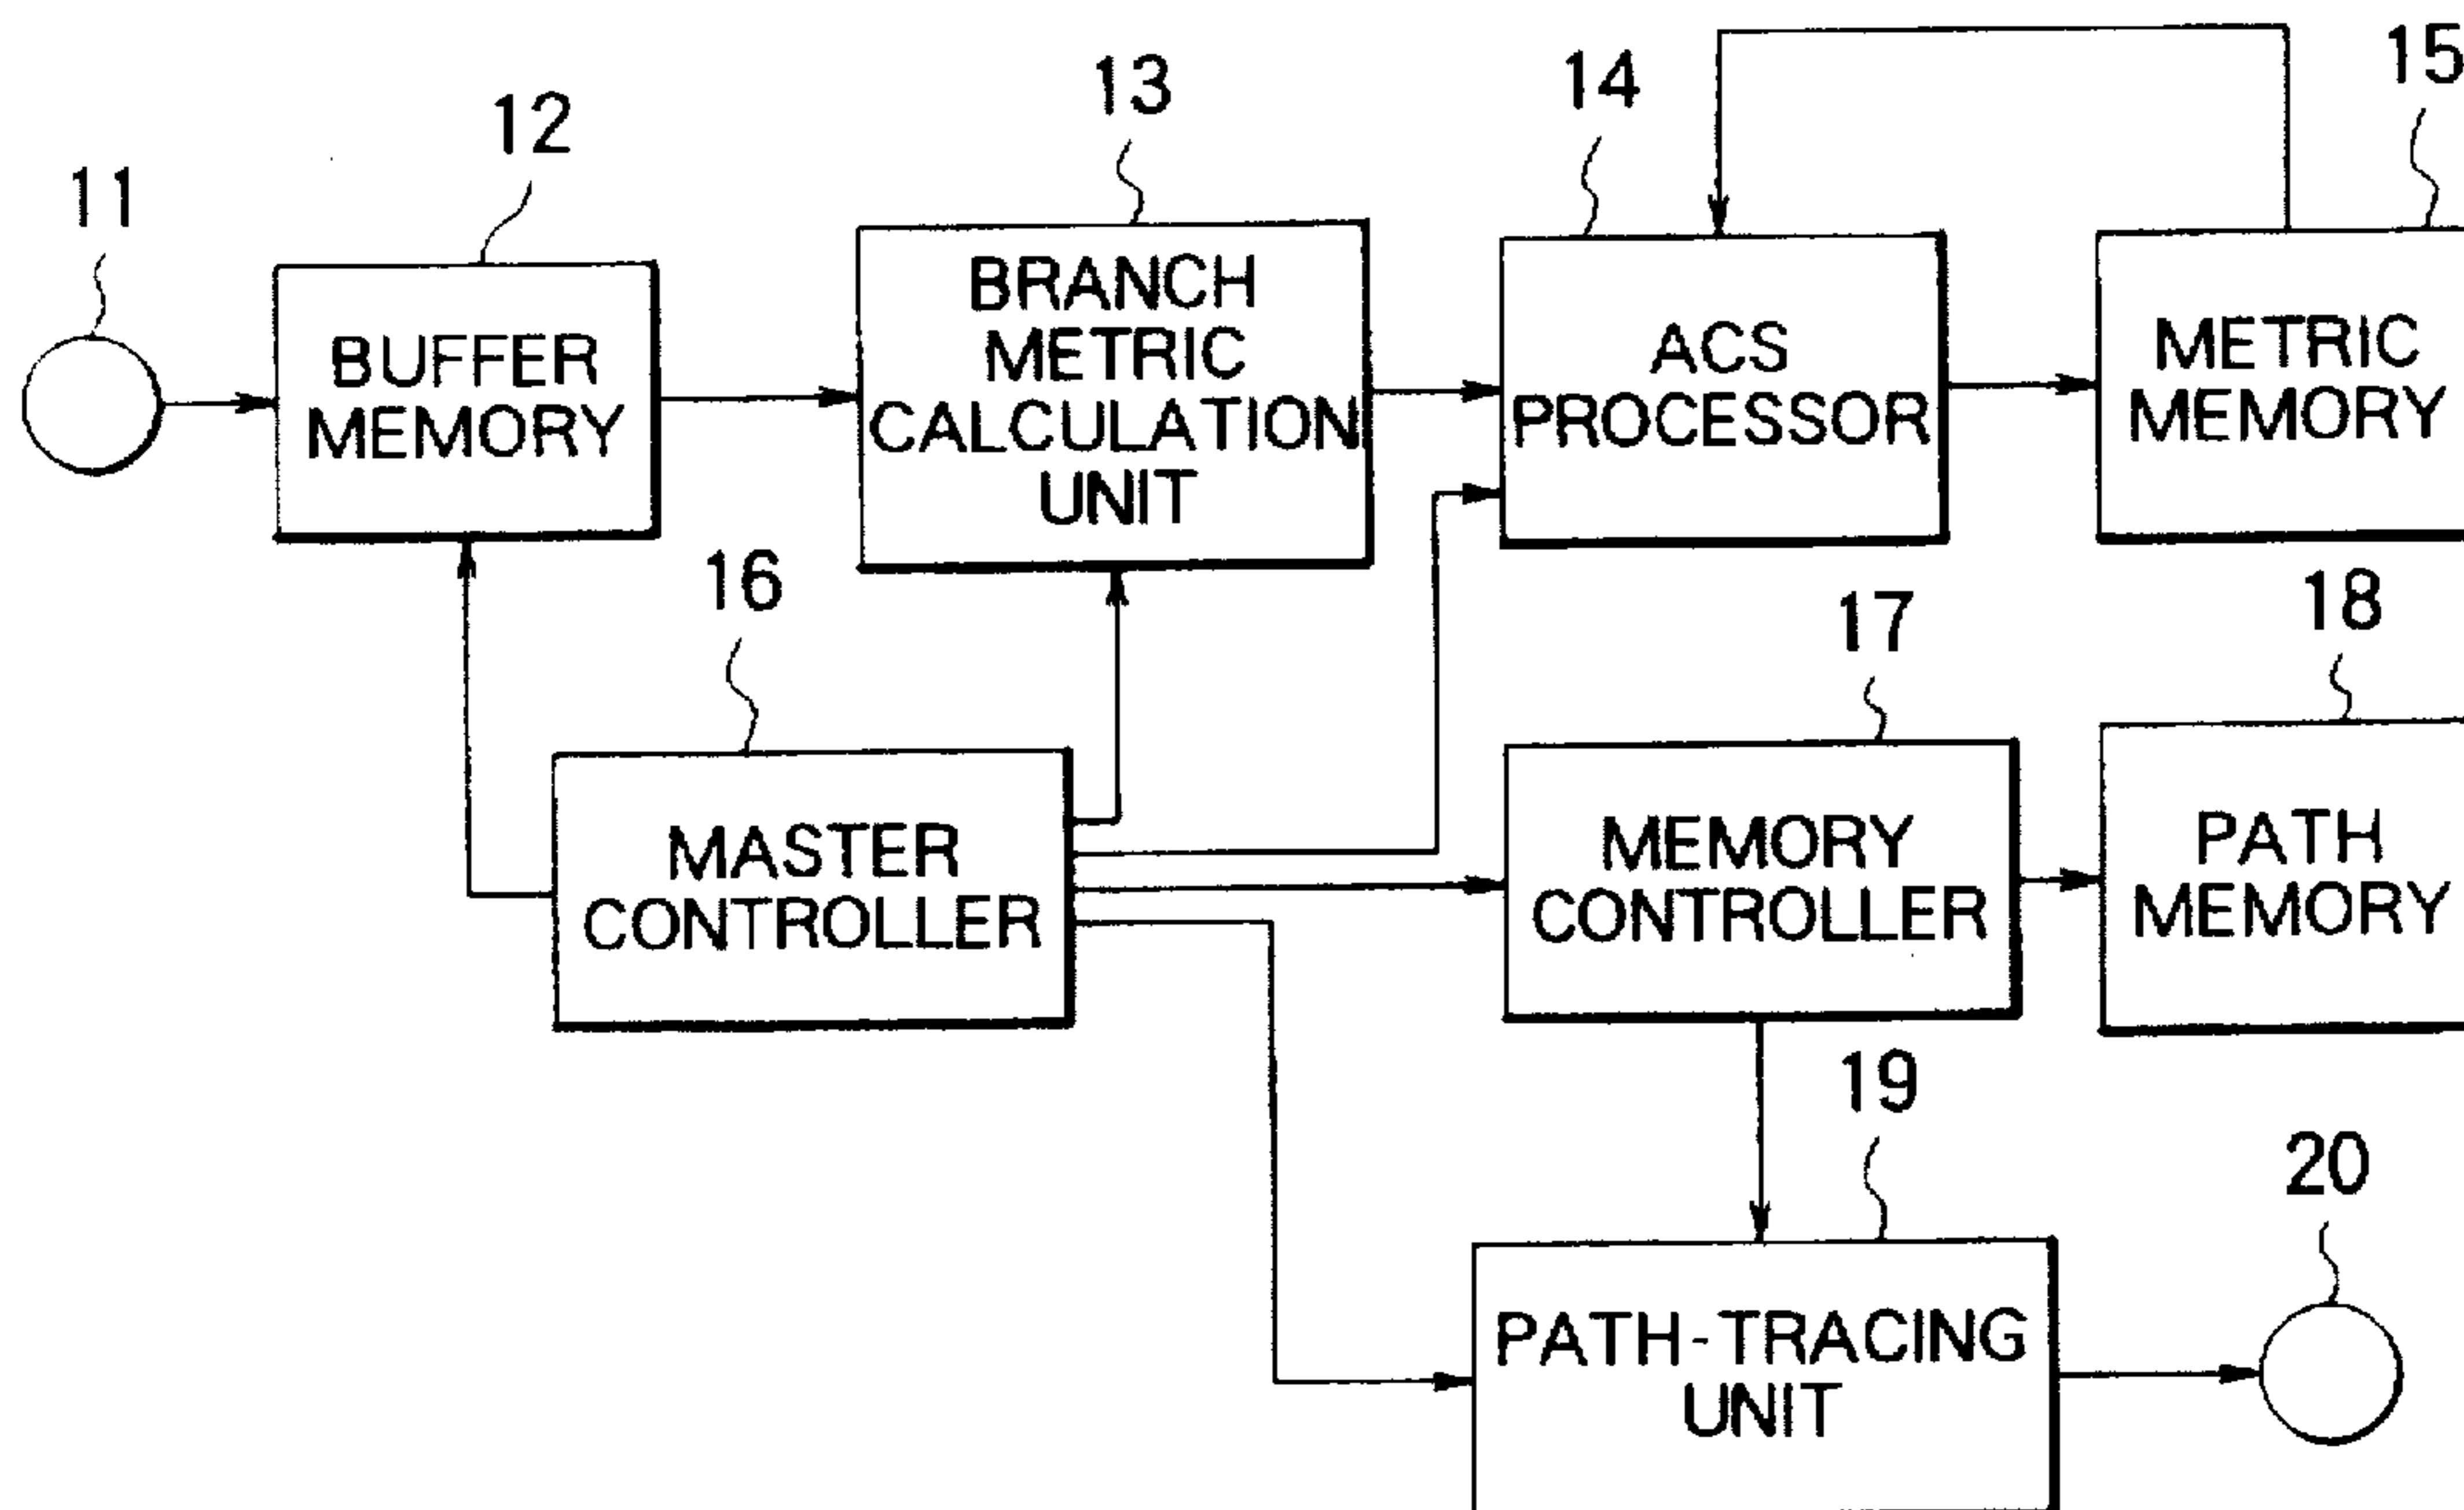 11
12
13
14
15
BUFFER
MEMORY
BRANCH
METRIC
CALCULATION
UNIT
ACS
PROCESSOR
METRIC
MEMORY
16
17
18
MASTER
CONTROLLER
MEMORY
CONTROLLER
PATH
MEMORY
19
20
PATH-TRACING
UNIT